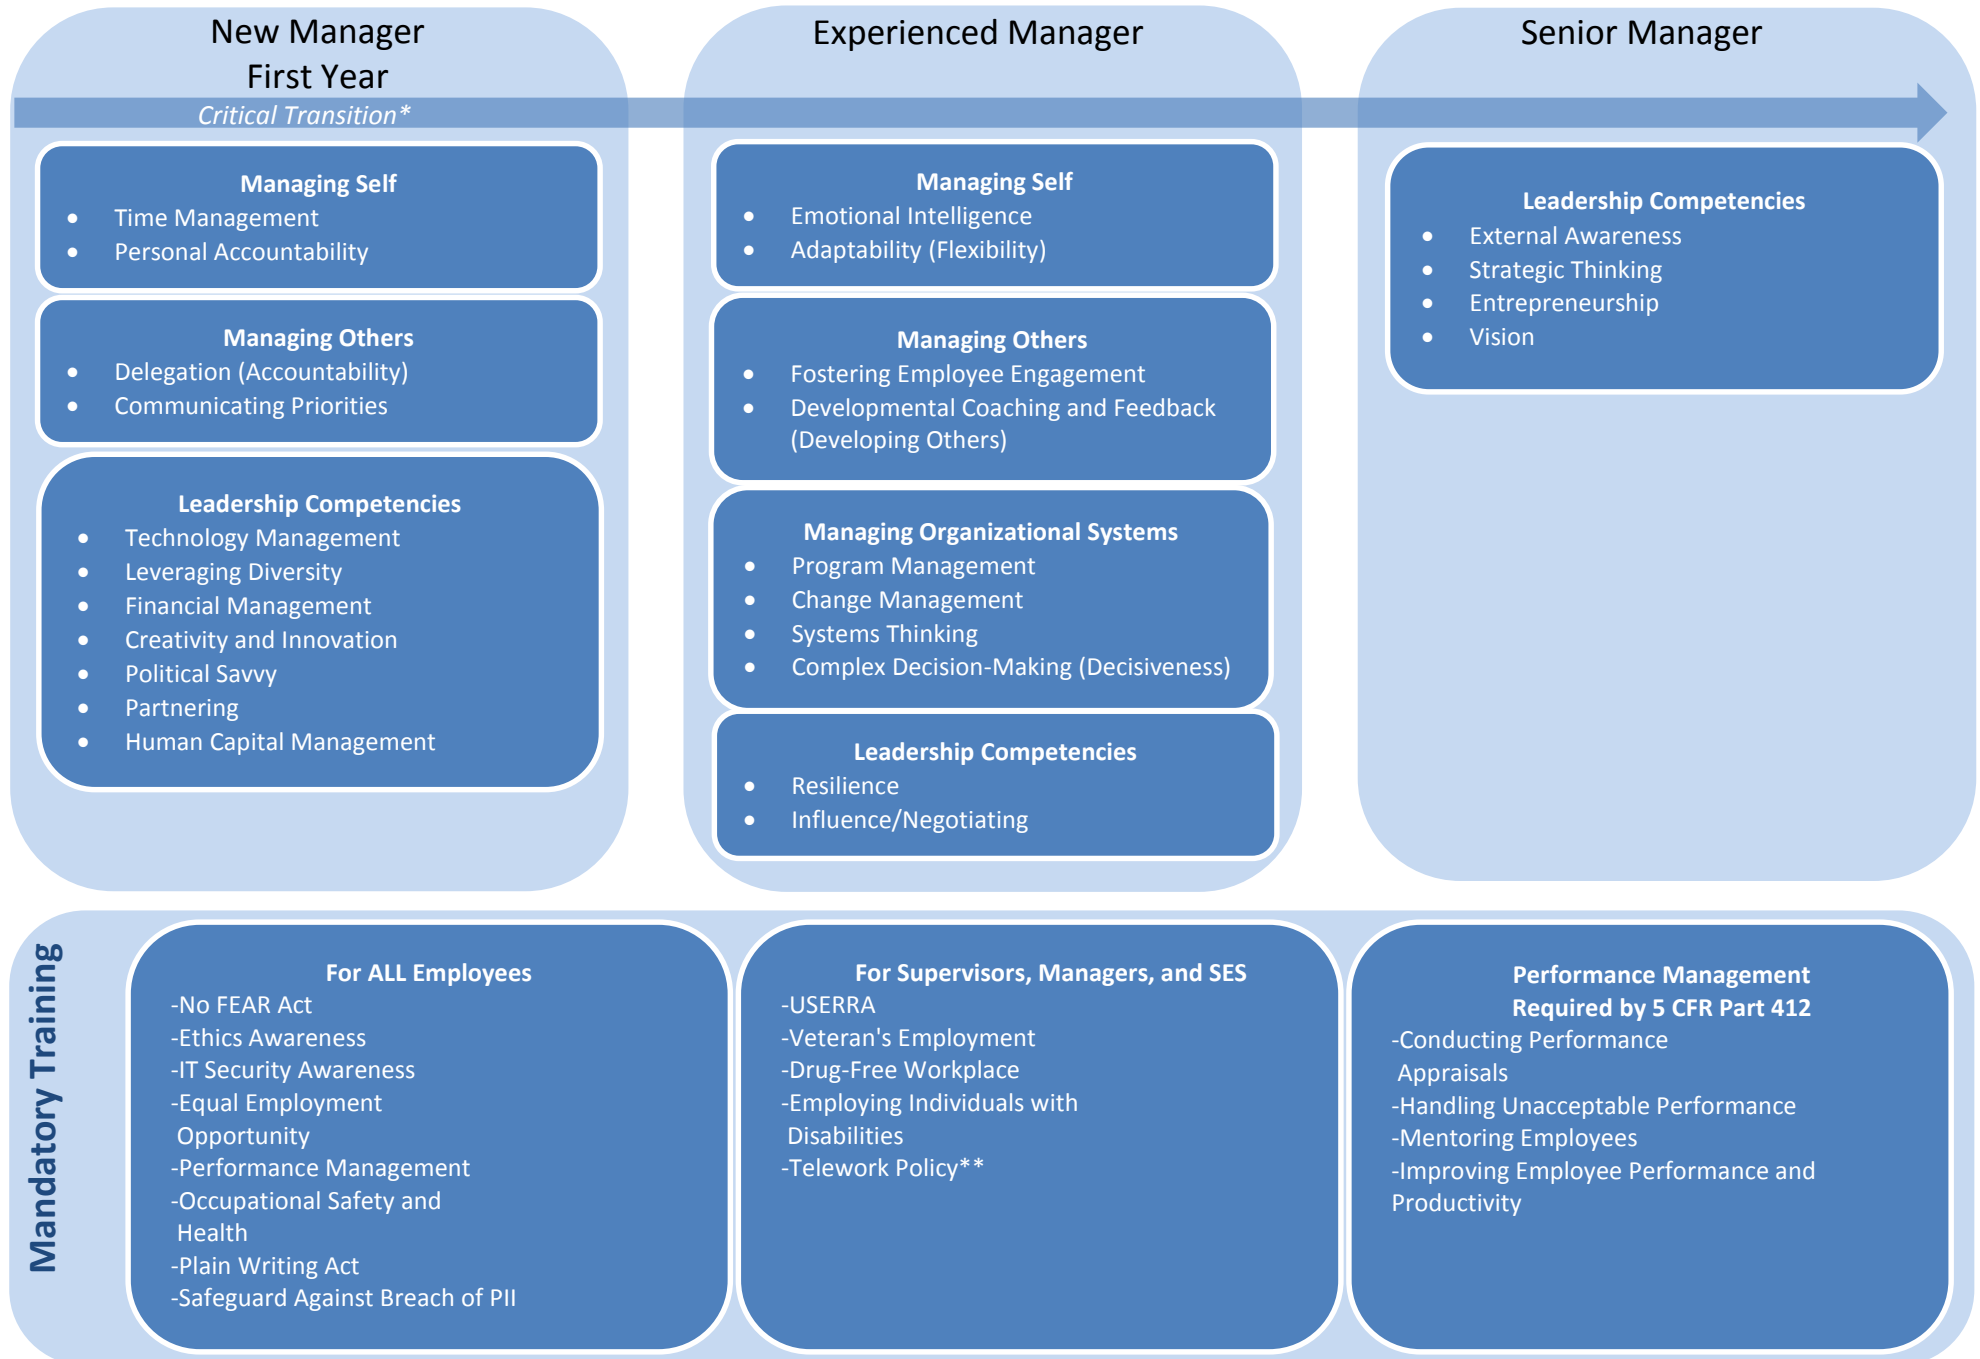 New Manager
First Year
Critical Transition*
Managing Self
• Time Management
• Personal Accountability
Managing Others
• Delegation (Accountability)
• Communicating Priorities
Leadership Competencies
• Technology Management
• Leveraging Diversity
• Financial Management
• Creativity and Innovation
• Political Savvy
• Partnering
• Human Capital Management
Experienced Manager
Managing Self
• Emotional Intelligence
• Adaptability (Flexibility)
Managing Others
• Fostering Employee Engagement
• Developmental Coaching and Feedback
(Developing Others)
Managing Organizational Systems
• Program Management
• Change Management
• Systems Thinking
• Complex Decision-Making (Decisiveness)
Leadership Competencies
• Resilience
• Influence/Negotiating
Senior Manager
Leadership Competencies
• External Awareness
• Strategic Thinking
• Entrepreneurship
• Vision
Mandatory Training
For ALL Employees
-No FEAR Act
-Ethics Awareness
-IT Security Awareness
-Equal Employment
Opportunity
-Performance Management
-Occupational Safety and
Health
-Plain Writing Act
-Safeguard Against Breach of PII
For Supervisors, Managers, and SES
-USERRA
-Veteran's Employment
-Drug-Free Workplace
-Employing Individuals with
Disabilities
-Telework Policy**
Performance Management
Required by 5 CFR Part 412
-Conducting Performance
Appraisals
-Handling Unacceptable Performance
-Mentoring Employees
-Improving Employee Performance and
Productivity